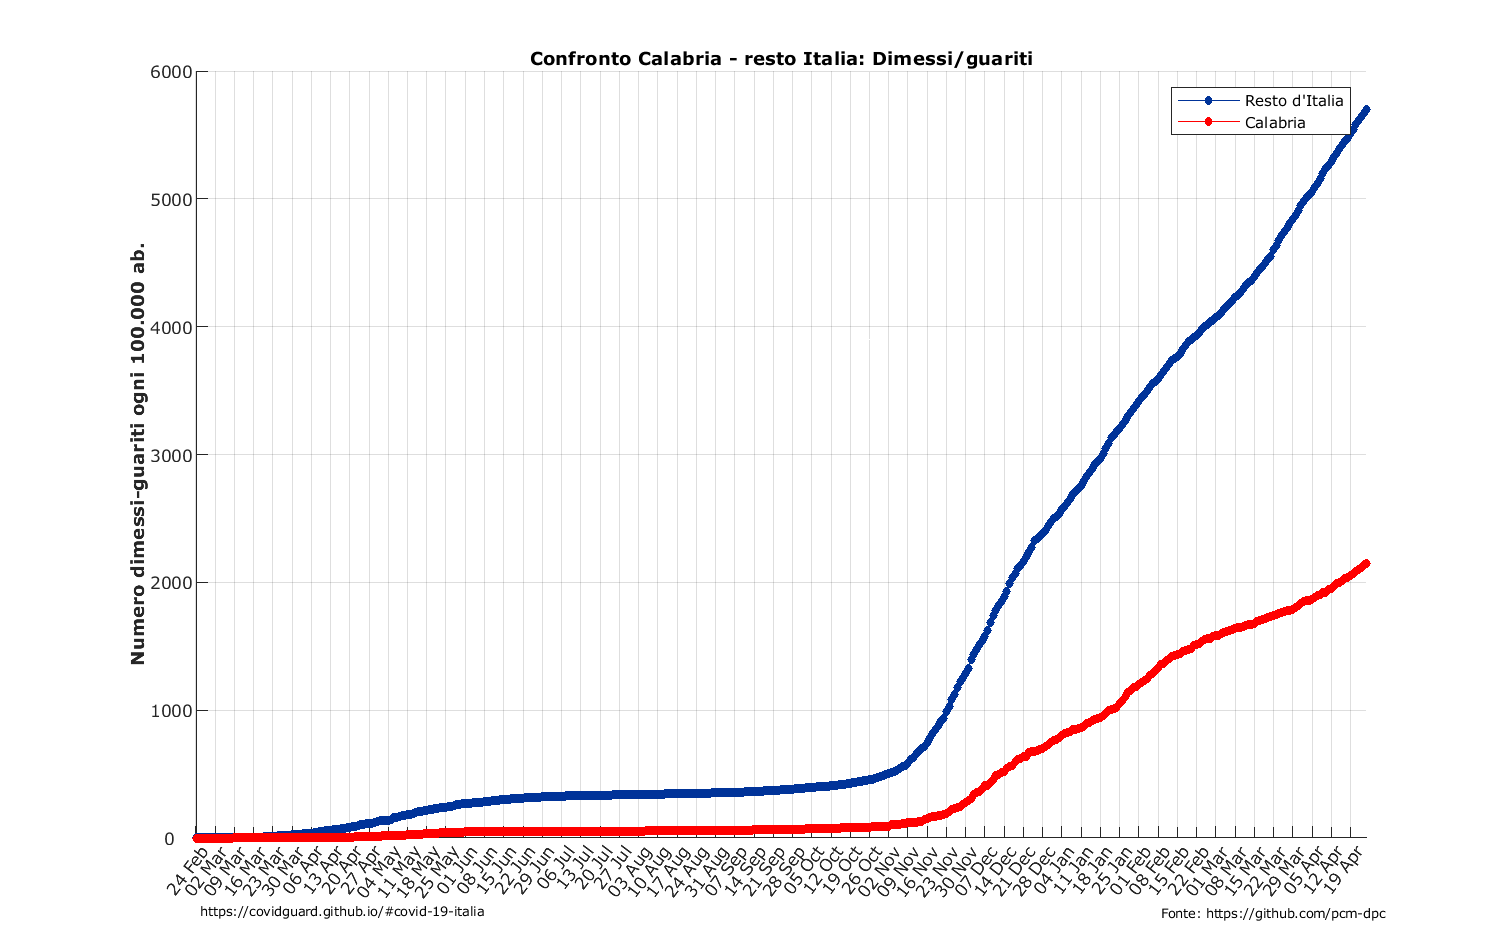 Confronto Calabria - resto Italia: Dimessi/guariti
Resto d'Italia
Calabria
Numero dimessi-guariti ogni 100.000 ab.
6000
5000
4000
3000
2000
1000
0
24 Feb
02 Mar
09 Mar
16 Mar
23 Mar
30 Mar
06 Apr
13 Apr
20 Apr
27 Apr
04 May
11 May
18 May
25 May
01 Jun
08 Jun
15 Jun
22 Jun
29 Jun
06 Jul
13 Jul
20 Jul
27 Jul
03 Aug
10 Aug
17 Aug
24 Aug
31 Aug
07 Sep
14 Sep
21 Sep
28 Sep
05 Oct
12 Oct
19 Oct
26 Oct
02 Nov
09 Nov
16 Nov
23 Nov
30 Nov
07 Dec
14 Dec
21 Dec
28 Dec
04 Jan
11 Jan
18 Jan
25 Jan
01 Feb
08 Feb
15 Feb
22 Feb
01 Mar
08 Mar
15 Mar
22 Mar
29 Mar
05 Apr
12 Apr
19 Apr
https://covidguard.github.io/#covid-19-italia
Fonte: https://github.com/pcm-dpc